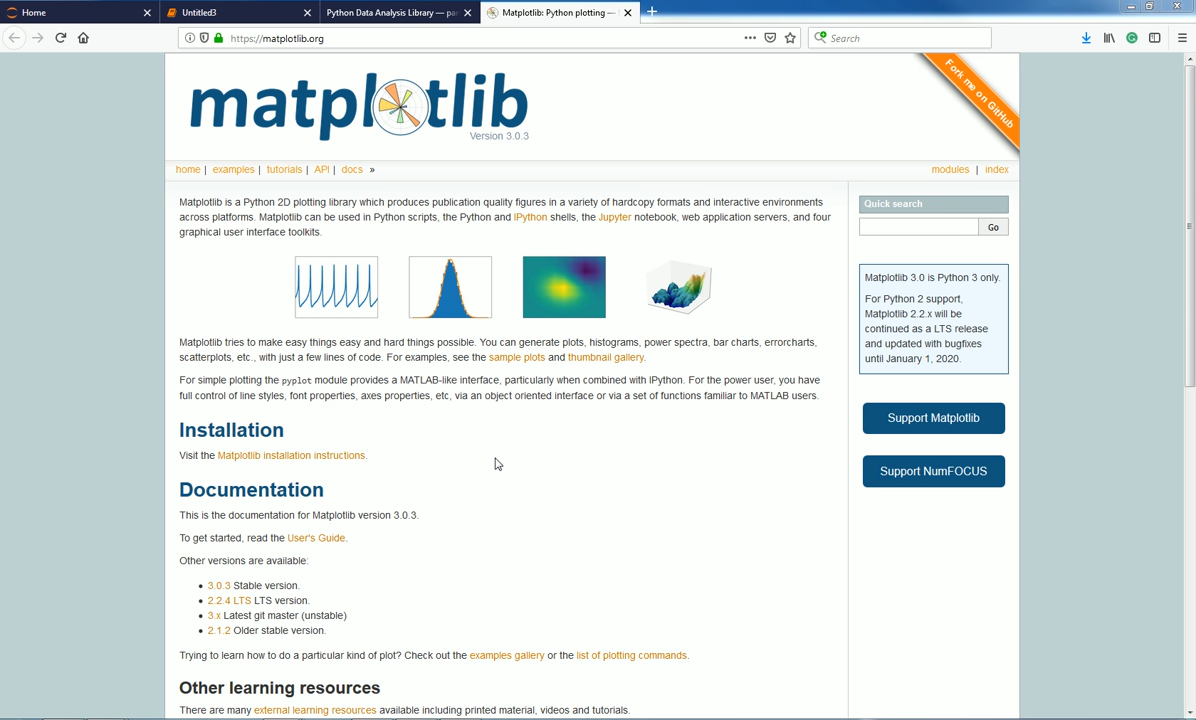 Home
Untitled3
Python Data Analysis Library — pa
Matplotlib: Python plotting —
https://matplotlib.org
Search
matplotlib
Version 3.0.3
Fork me on GitHub
home | examples | tutorials | API | docs »
modules | index
Matplotlib is a Python 2D plotting library which produces publication quality figures in a variety of hardcopy formats and interactive environments
across platforms. Matplotlib can be used in Python scripts, the Python and IPython shells, the Jupyter notebook, web application servers, and four
graphical user interface toolkits.
Matplotlib tries to make easy things easy and hard things possible. You can generate plots, histograms, power spectra, bar charts, errorcharts,
scatterplots, etc., with just a few lines of code. For examples, see the sample plots and thumbnail gallery.
For simple plotting the pyplot module provides a MATLAB-like interface, particularly when combined with IPython. For the power user, you have
full control of line styles, font properties, axes properties, etc, via an object oriented interface or via a set of functions familiar to MATLAB users.
Installation
Visit the Matplotlib installation instructions.
Documentation
This is the documentation for Matplotlib version 3.0.3.
To get started, read the User's Guide.
Other versions are available:
• 3.0.3 Stable version.
• 2.2.4 LTS LTS version.
• 3.x Latest git master (unstable)
• 2.1.2 Older stable version.
Trying to learn how to do a particular kind of plot? Check out the examples gallery or the list of plotting commands.
Other learning resources
There are many external learning resources available including printed material, videos and tutorials.
Quick search
Go
Matplotlib 3.0 is Python 3 only.
For Python 2 support,
Matplotlib 2.2.x will be
continued as a LTS release
and updated with bugfixes
until January 1, 2020.
Support Matplotlib
Support NumFOCUS